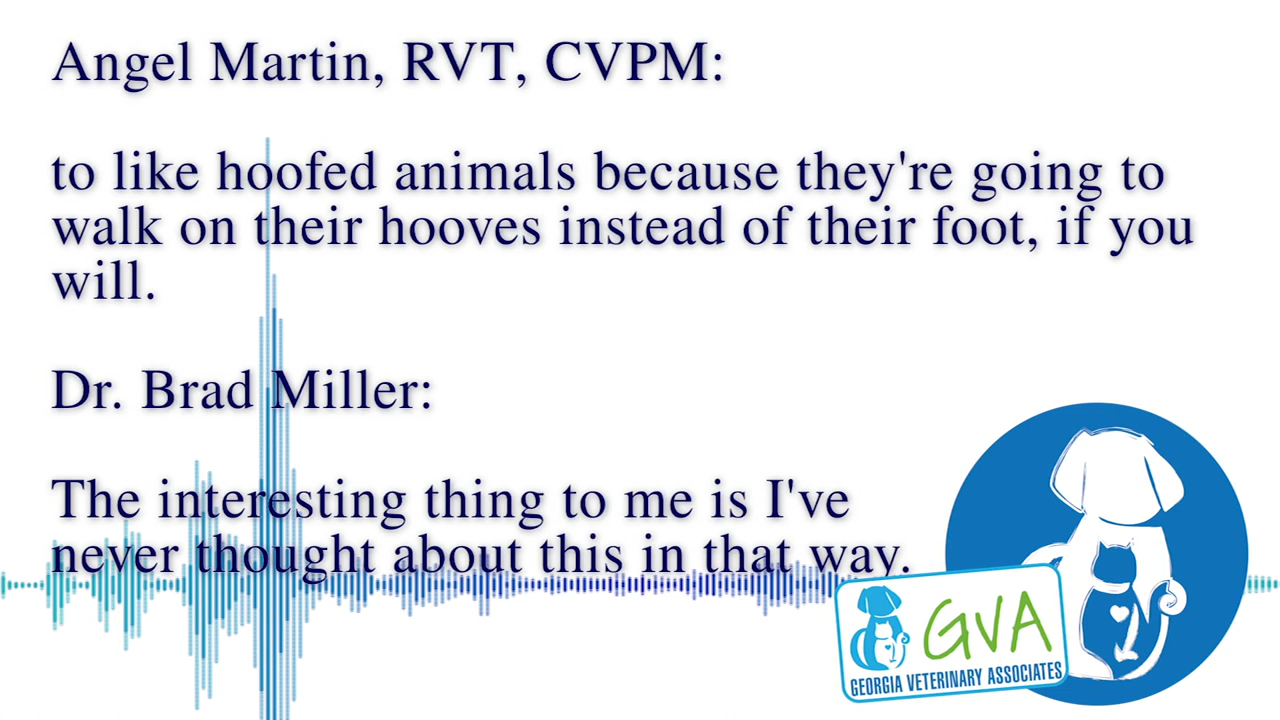 Angel Martin, RVT, CVPM:
to like hoofed animals because they're going to
walk on their hooves instead of their foot, if you
will.
Dr. Brad Miller:
The interesting thing to me is I've
never thought about this in that way.
GVA
GEORGIA VETERINARY ASSOCIATES